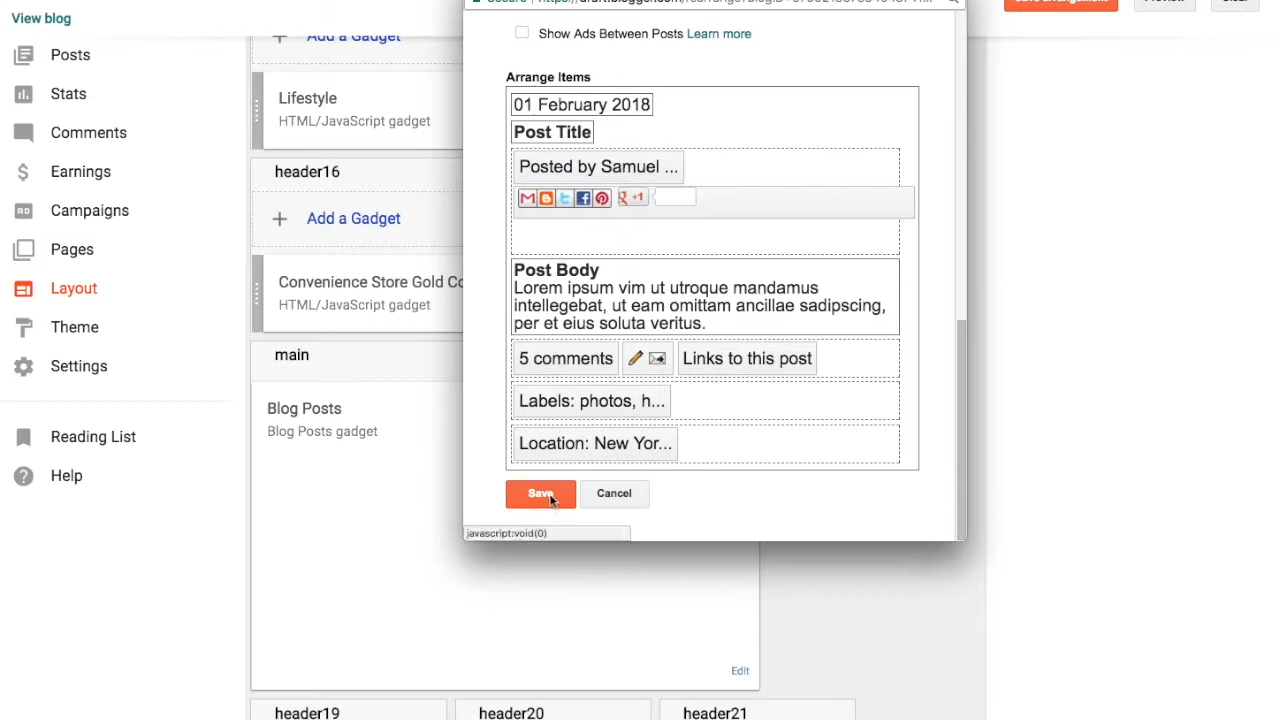 View blog
Posts
Stats
Comments
Earnings
Campaigns
Pages
Layout
Theme
Settings
Reading List
Help
Add a Gadget
Lifestyle
HTML/JavaScript gadget
header16
Add a Gadget
Convenience Store Gold Co
HTML/JavaScript gadget
main
Blog Posts
Blog Posts gadget
Edit
header19
header20
header21
Show Ads Between Posts Learn more
Arrange Items
01 February 2018
Post Title
Posted by Samuel ...
+1
Post Body
Lorem ipsum vim ut utroque mandamus
intellegebat, ut eam omittam ancillae sadipscing,
per et eius soluta veritus.
5 comments
Links to this post
Labels: photos, h...
Location: New Yor...
Save
Cancel
javascript:void(0)